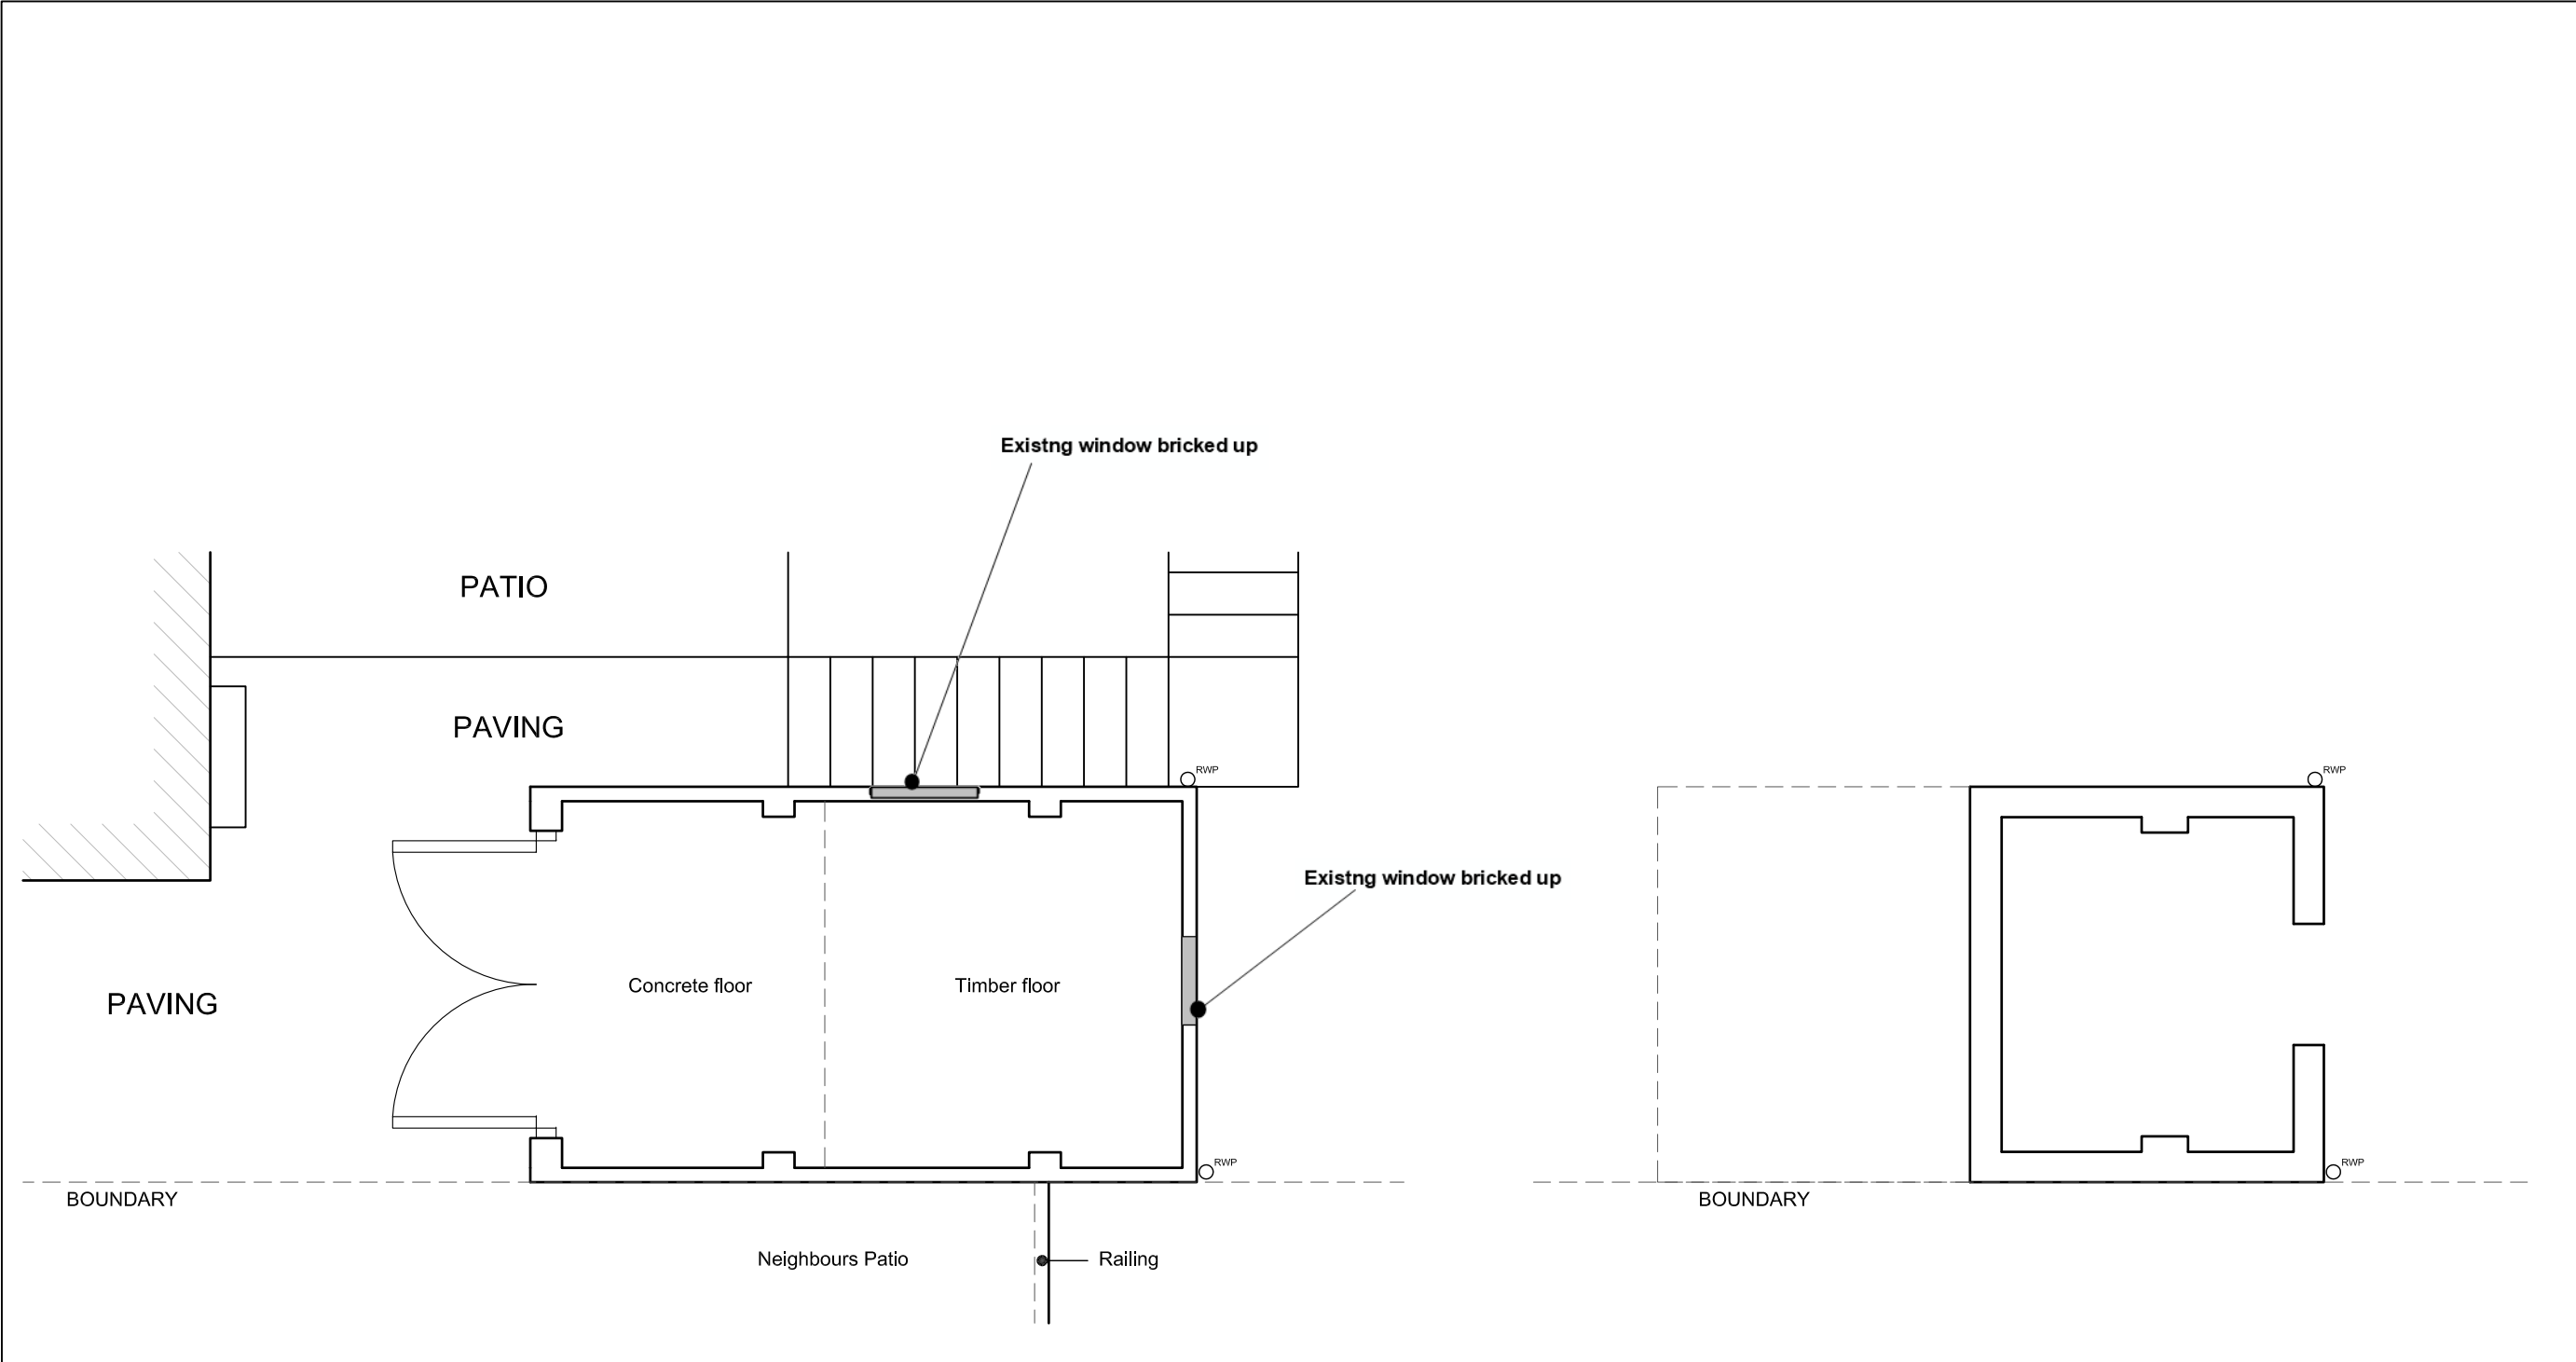 Existng window bricked up
PATIO
PAVING
RWP
RWP
Existng window bricked up
Concrete floor
Timber floor
PAVING
RWP
RWP
BOUNDARY
BOUNDARY
Neighbours Patio
Railing